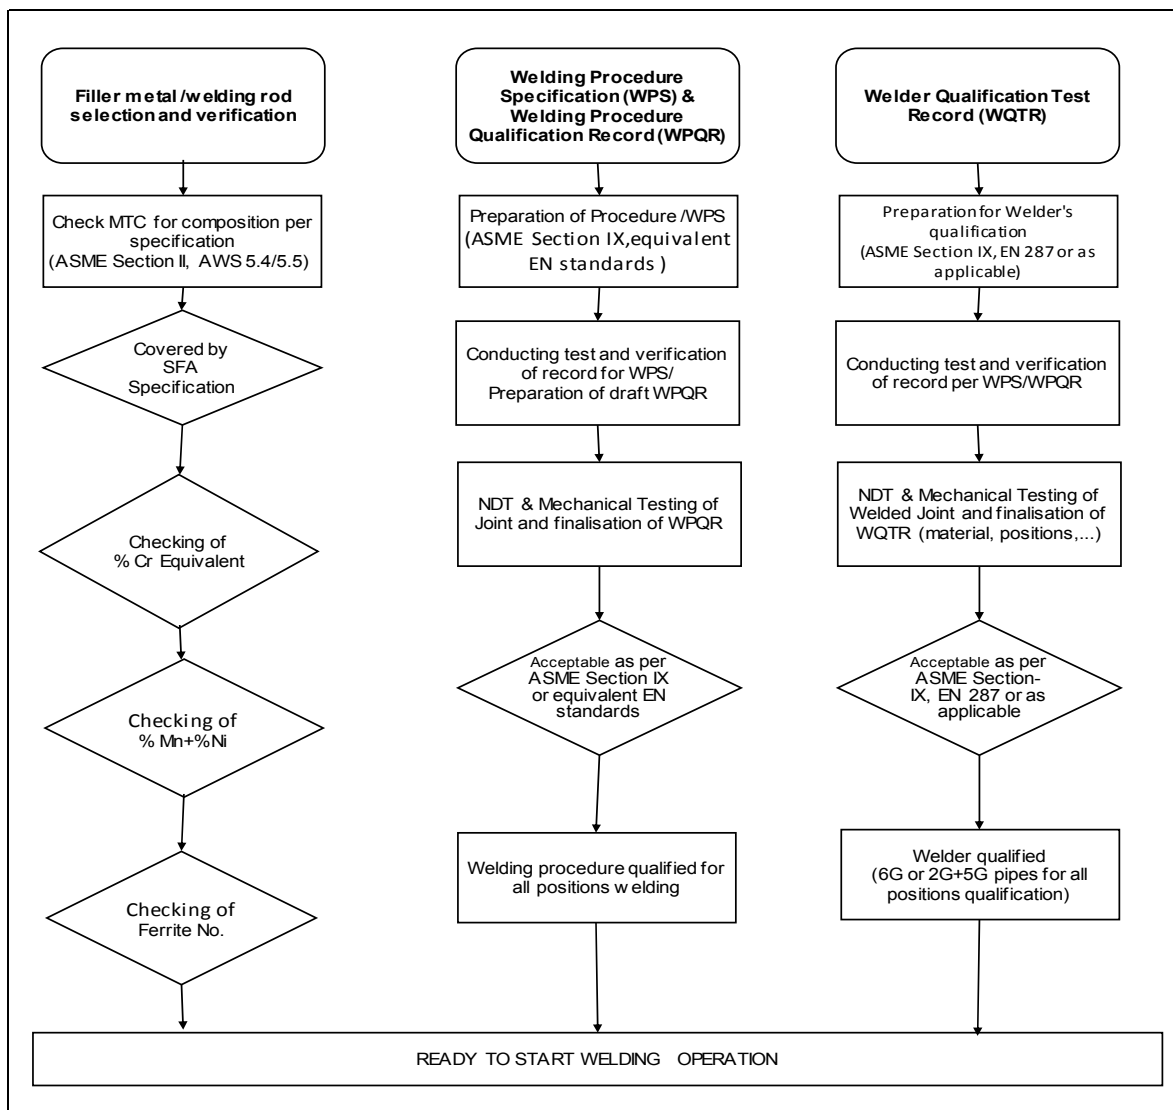 Filler metal /welding rod
selection and verification
Check MTC for composition per
specification
(ASME Section II, AWS 5.4/5.5)
Covered by
SFA
Specification
Checking of
% Cr Equivalent
Checking of
% Mn+%Ni
Checking of
Ferrite No.
Welding Procedure
Specification (WPS) &
Welding Procedure
Qualification Record (WPQR)
Preparation of Procedure /WPS
(ASME Section IX,equivalent
EN standards )
Conducting test and verification
of record for WPS/
Preparation of draft WPQR
NDT & Mechanical Testing of
Joint and finalisation of WPQR
Acceptable as per
ASME Section IX
or equivalent EN
standards
Welding procedure qualified for
all positions welding
Welder Qualification Test
Record (WQTR)
Preparation for Welder's
qualification
(ASME Section IX, EN 287 or as
applicable)
Conducting test and verification
of record per WPS/WPQR
NDT & Mechanical Testing of
Welded Joint and finalisation of
WQTR (material, positions,...)
Acceptable as per
ASME Section-
IX, EN 287 or as
applicable
Welder qualified
(6G or 2G+5G pipes for all
positions qualification)
READY TO START WELDING OPERATION